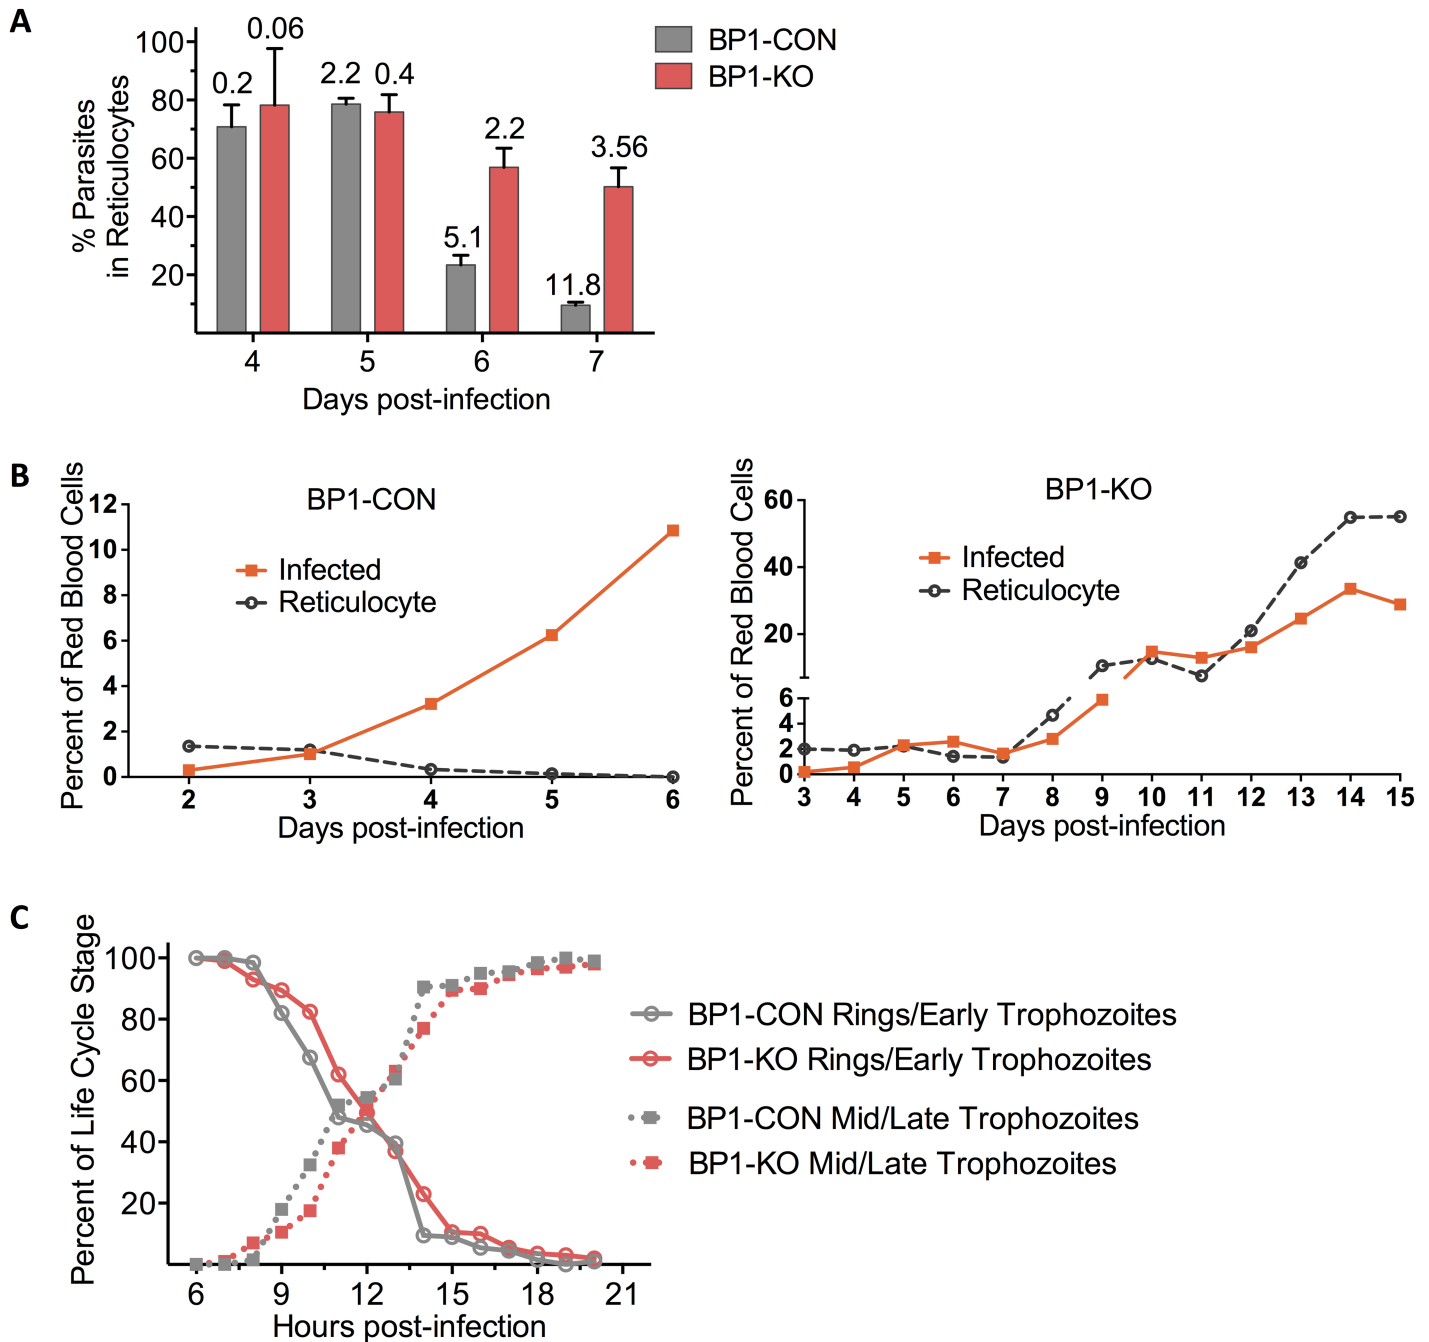 A
% Parasites
in Reticulocytes
100
80
60
40
20
0.2
0.06
2.2
0.4
5.1
2.2
11.8
3.56
4 5 6 7
Days post-infection
BP1-CON
BP1-KO
B
Percent of Red Blood Cells
BP1-CON
12
10
8
6
4
2
0
Infected
Reticulocyte
2 3 4 5 6
Days post-infection
Percent of Red Blood Cells
BP1-KO
60
40
20
6
4
2
0
Infected
Reticulocyte
3 4 5 6 7 8 9 10 11 12 13 14 15
Days post-infection
C
Percent of Life Cycle Stage
100
80
60
40
20
6 9 12 15 18 21
Hours post-infection
BP1-CON Rings/Early Trophozoites
BP1-KO Rings/Early Trophozoites
BP1-CON Mid/Late Trophozoites
BP1-KO Mid/Late Trophozoites